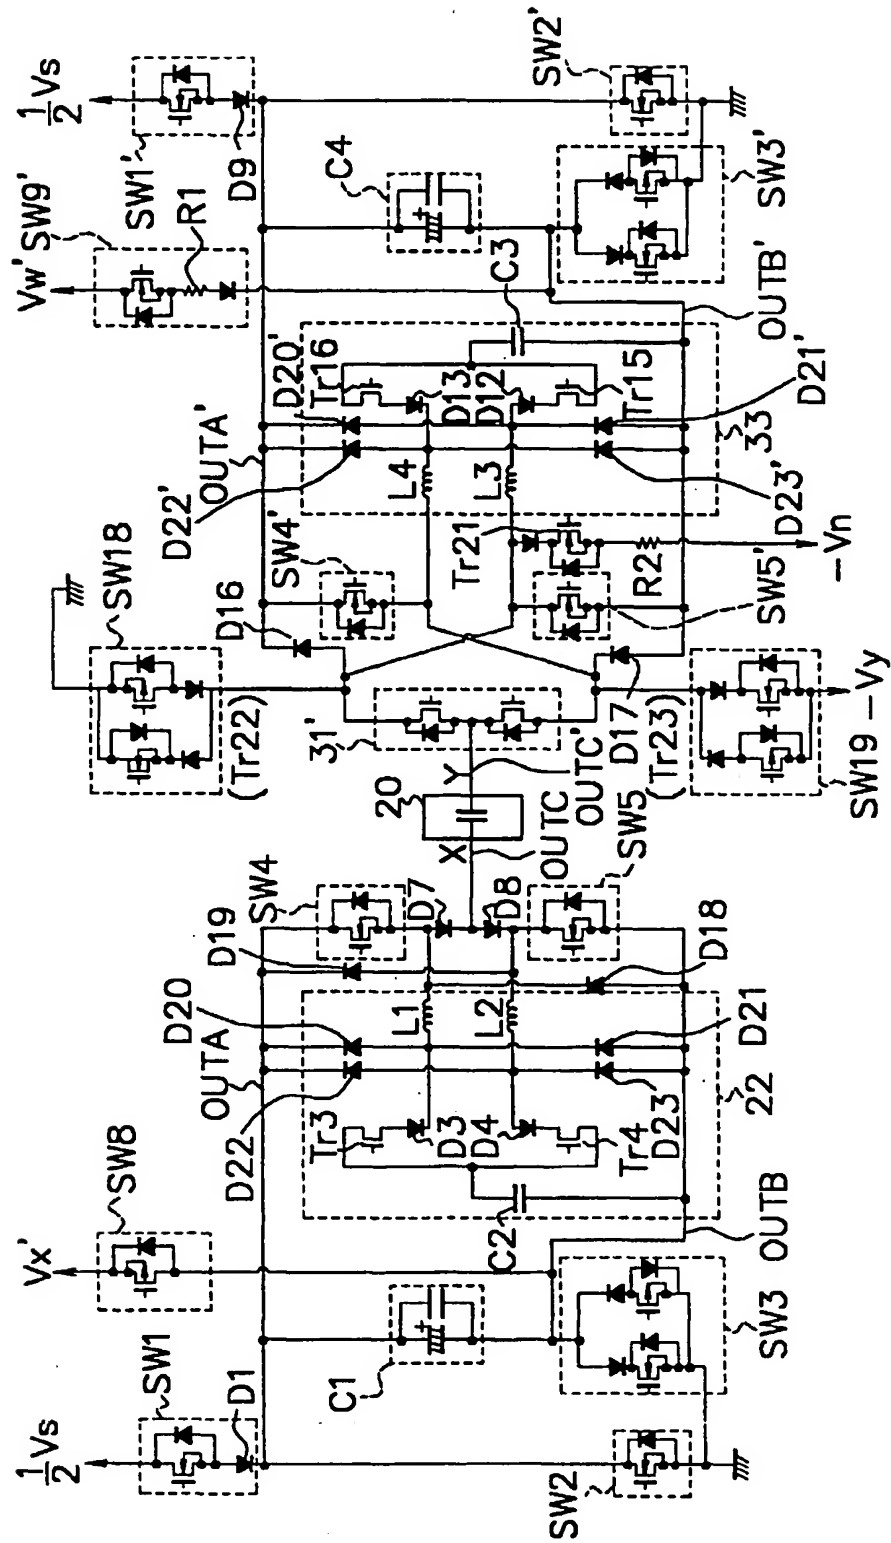 1/2 Vs
SW1'
D9
SW2'
Vw'
SW9'
R1
C4
C3
SW3'
OUTB'
D20'
Tr16
D13
D12
Tr15
D21'
33
OUTA'
D22'
L4
L3
D23'
SW4'
Tr21
R2
-Vn
SW5'
D16
SW18
(Tr22)
31'
D17
(Tr23)
SW19
-Vy
Y
OUTC'
20
X
OUTC
SW5
SW4
D7
D8
D19
D18
D20
OUTA
D22
L1
L2
D21
D23
22
Tr3
D3
D4
Tr4
C2
OUTB
SW8
Vx'
C1
SW3
1/2 Vs
SW1
D1
SW2
+
+